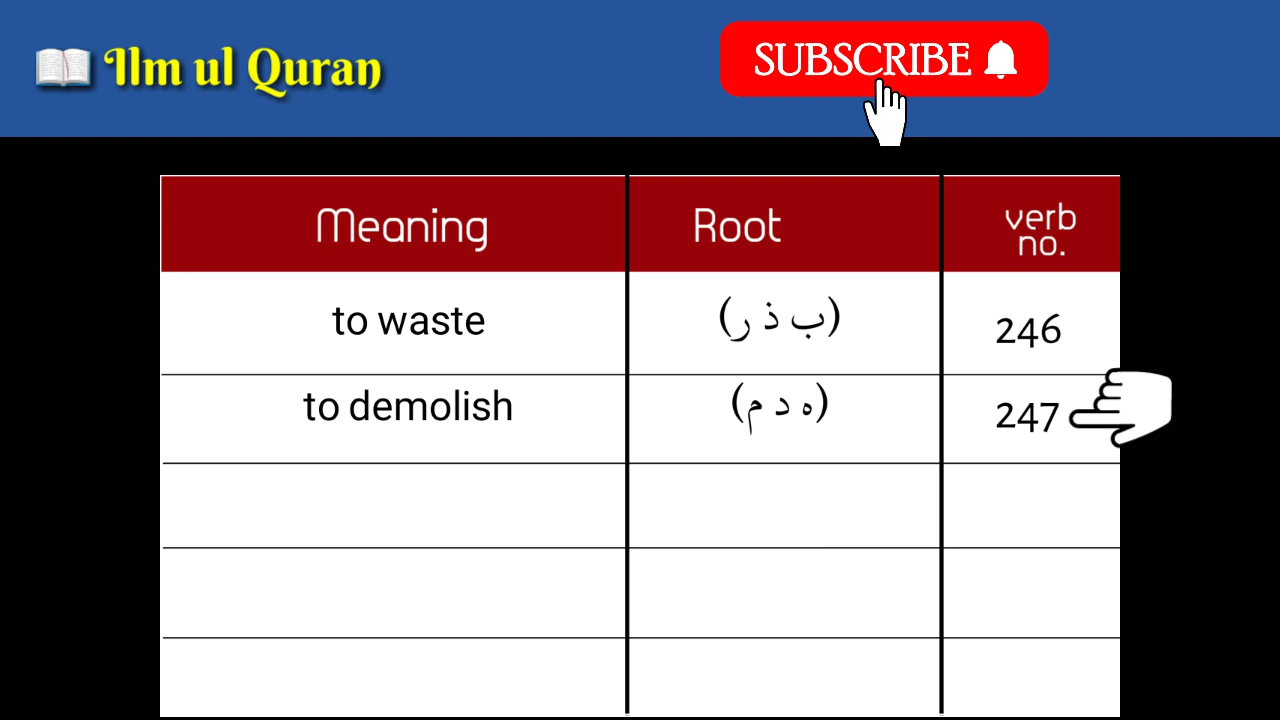 Ilm ul Quran
SUBSCRIBE
Meaning Root verb no.
to waste (ب ذ ر) 246
to demolish (ه د م) 247